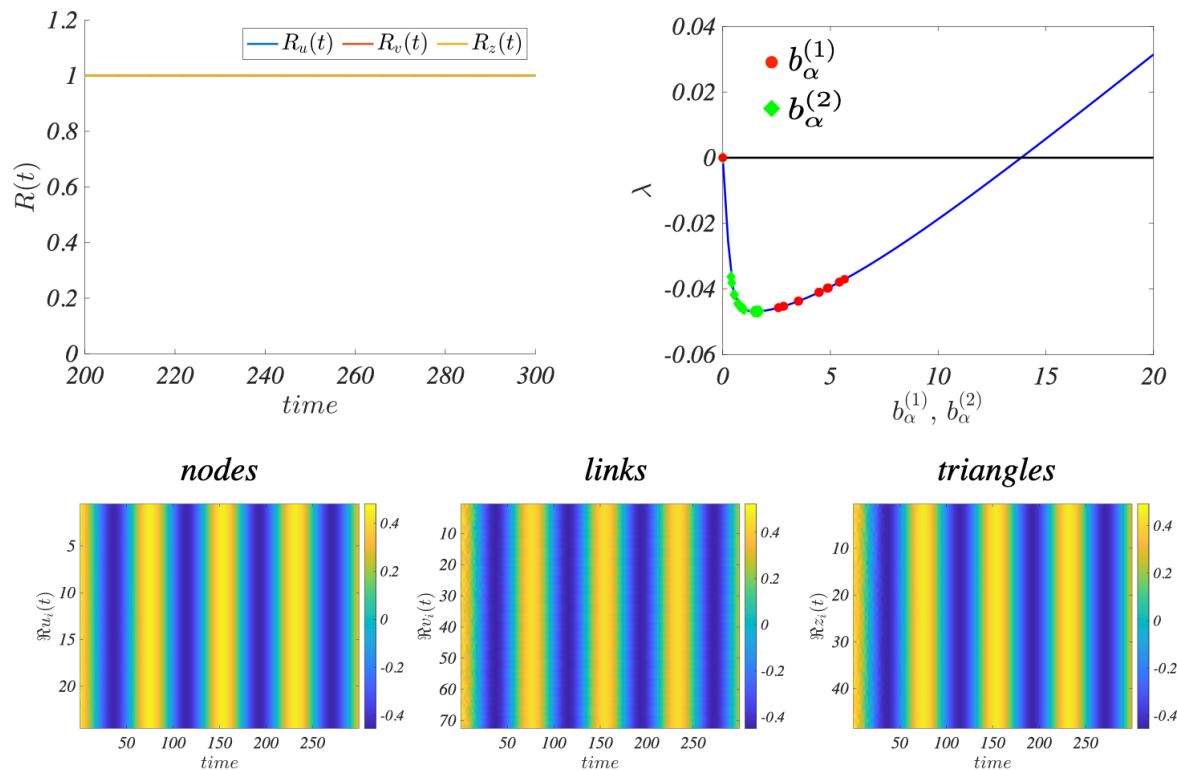 1.2
1
0.8
0.6
0.4
0.2
0
R(t)
R_u(t) R_v(t) R_z(t)
200 220 240 260 280 300
time
0.04
0.02
0
-0.02
-0.04
-0.06
λ
b_α^(1)
b_α^(2)
0 5 10 15 20
b_α^(1), b_α^(2)
nodes
5
10
15
20
ℜu_i(t)
50 100 150 200 250
time
0.4
0.2
0
-0.2
-0.4
links
10
20
30
40
50
60
70
ℜv_i(t)
50 100 150 200 250
time
0.4
0.2
0
-0.2
-0.4
triangles
10
20
30
40
ℜz_i(t)
50 100 150 200 250
time
0.4
0.2
0
-0.2
-0.4